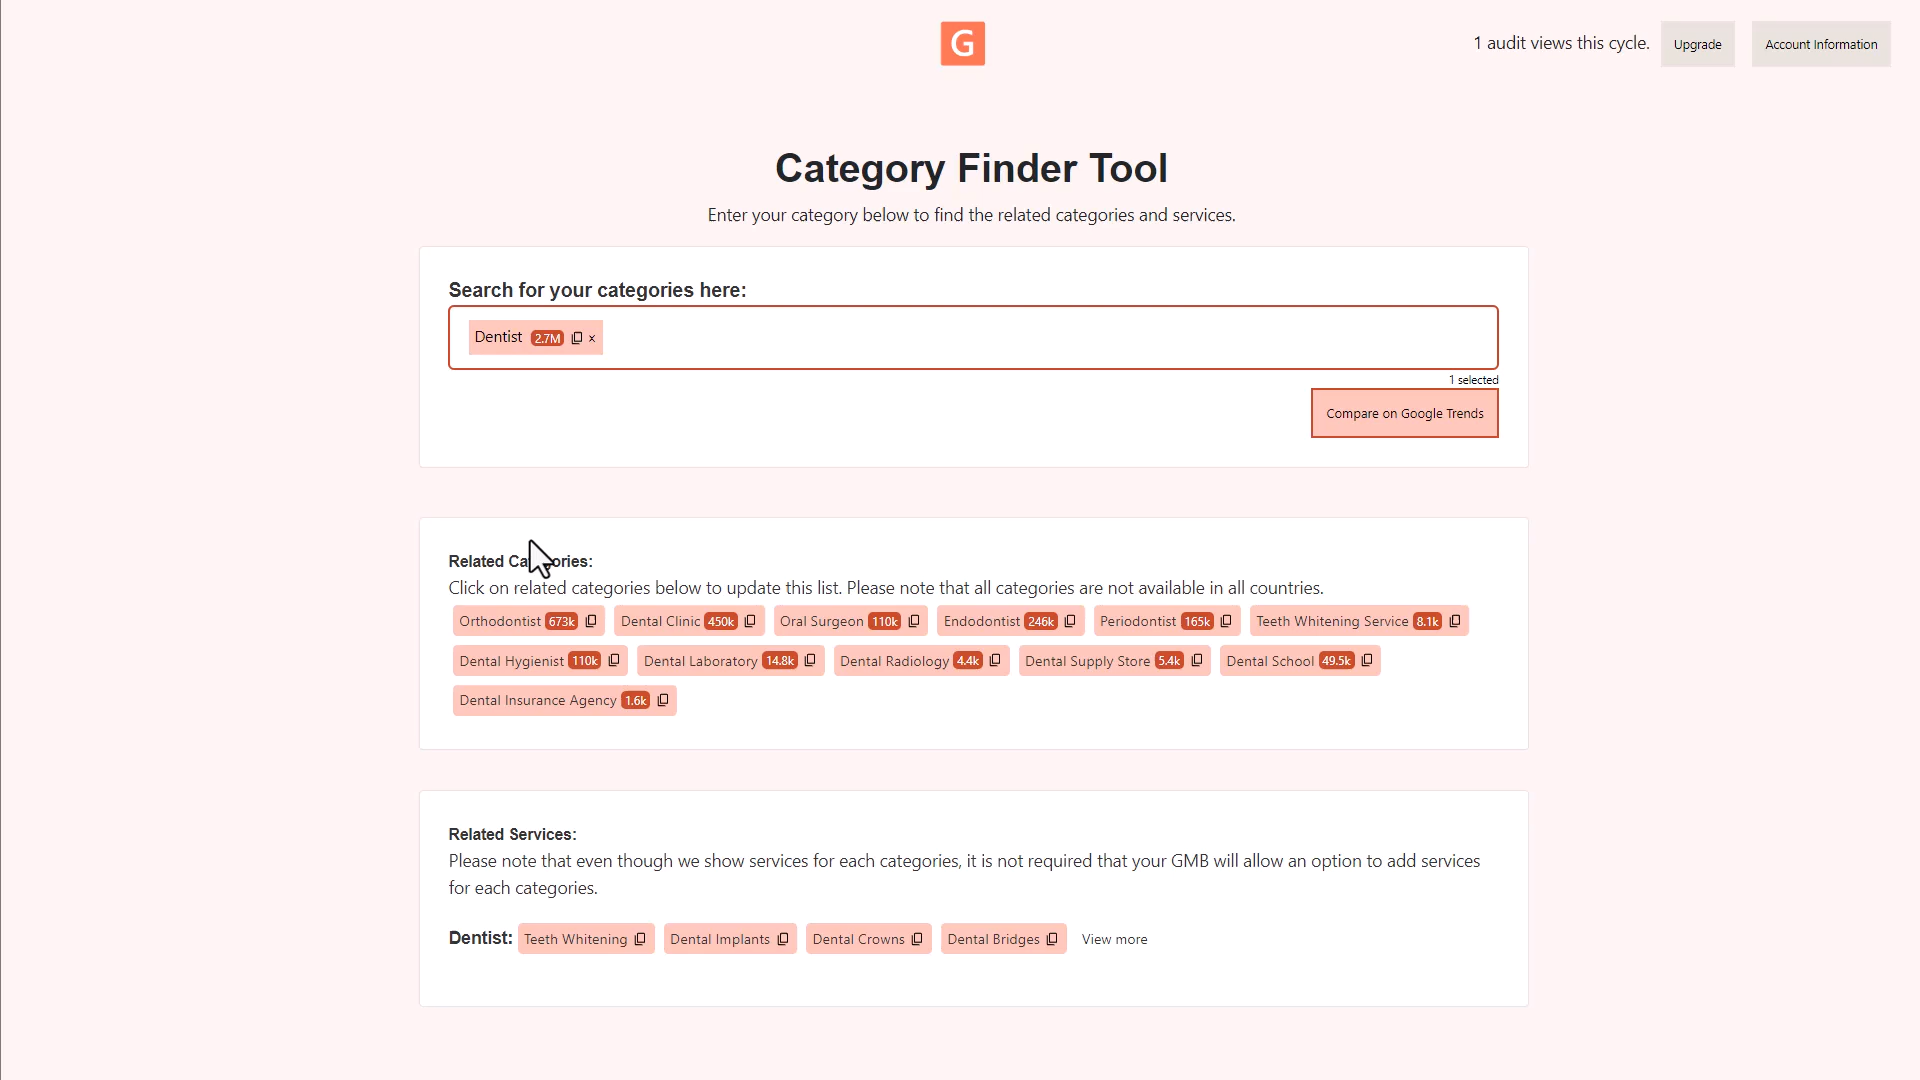 G
1 audit views this cycle.
Upgrade
Account Information
Category Finder Tool
Enter your category below to find the related categories and services.
Search for your categories here:
Dentist 2.7M ×
1 selected
Compare on Google Trends
Related Ca ories:
Click on related categories below to update this list. Please note that all categories are not available in all countries.
Orthodontist 673k Dental Clinic 450k Oral Surgeon 110k Endodontist 246k Periodontist 165k Teeth Whitening Service 8.1k
Dental Hygienist 110k Dental Laboratory 14.8k Dental Radiology 4.4k Dental Supply Store 5.4k Dental School 49.5k
Dental Insurance Agency 1.6k
Related Services:
Please note that even though we show services for each categories, it is not required that your GMB will allow an option to add services
for each categories.
Dentist: Teeth Whitening Dental Implants Dental Crowns Dental Bridges View more